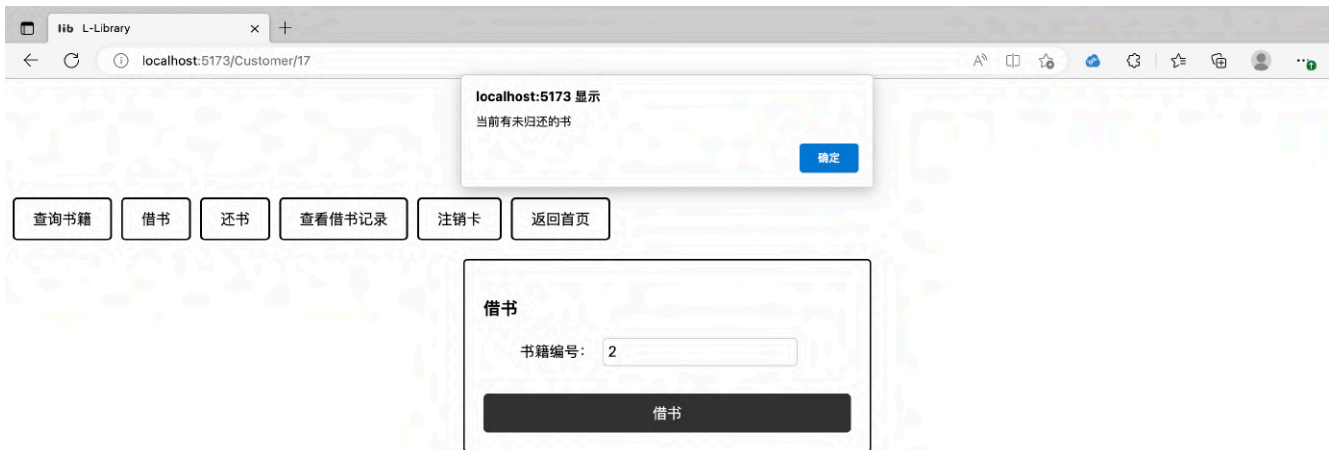 lib L-Library
localhost:5173/Customer/17
localhost:5173 显示
当前有未归还的书
确定
查询书籍 借书 还书 查看借书记录 注销卡 返回首页
借书
书籍编号: 2
借书